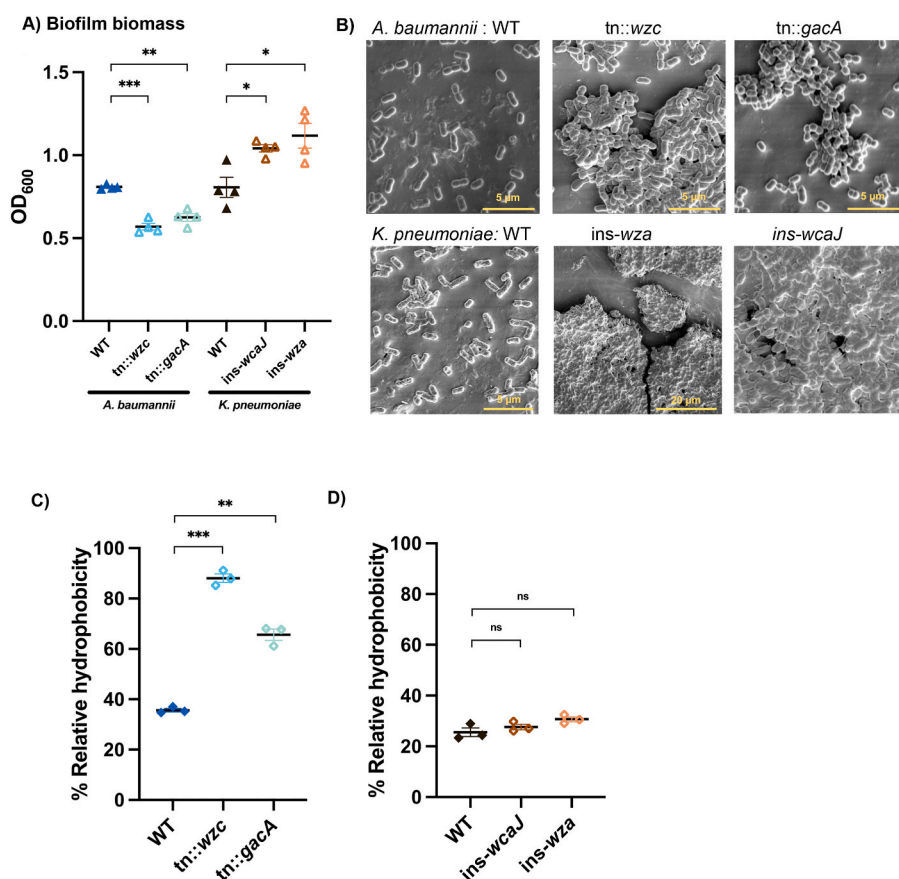 A) Biofilm biomass
OD600
1.5
1.0
0.5
0.0
** *
*** *
WT
tn::wzc
tn::gacA
WT
ins-wcaJ
ins-wza
A. baumannii
K. pneumoniae
B)
A. baumannii : WT
tn::wzc
tn::gacA
5 µm
5 µm
5 µm
K. pneumoniae: WT
ins-wza
ins-wcaJ
5 µm
20 µm
5 µm
C)
% Relative hydrophobicity
100
80
60
40
20
0
**
***
WT
tn::wzc
tn::gacA
D)
% Relative hydrophobicity
100
80
60
40
20
0
ns
ns
WT
ins-wcaJ
ins-wza